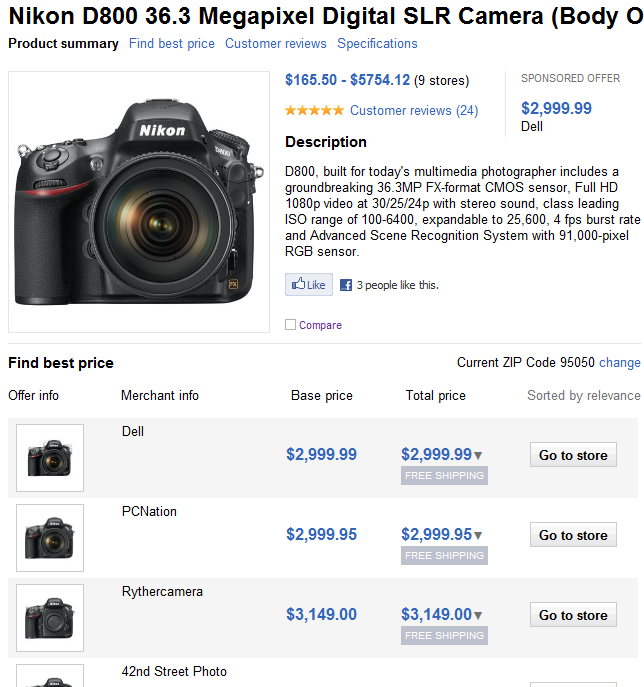 Nikon D800 36.3 Megapixel Digital SLR Camera (Body O
Product summary Find best price Customer reviews Specifications
$165.50 - $5754.12 (9 stores)
SPONSORED OFFER
Customer reviews (24)
$2,999.99
Dell
Description
D800, built for today's multimedia photographer includes a
groundbreaking 36.3MP FX-format CMOS sensor, Full HD
1080p video at 30/25/24p with stereo sound, class leading
ISO range of 100-6400, expandable to 25,600, 4 fps burst rate
and Advanced Scene Recognition System with 91,000-pixel
RGB sensor.
Nikon
D800
FX
Like 3 people like this.
Compare
Find best price Current ZIP Code 95050 change
Offer info Merchant info Base price Total price Sorted by relevance
Dell
$2,999.99 $2,999.99 Go to store
FREE SHIPPING
PCNation
$2,999.95 $2,999.95 Go to store
FREE SHIPPING
Rythercamera
$3,149.00 $3,149.00 Go to store
FREE SHIPPING
42nd Street Photo